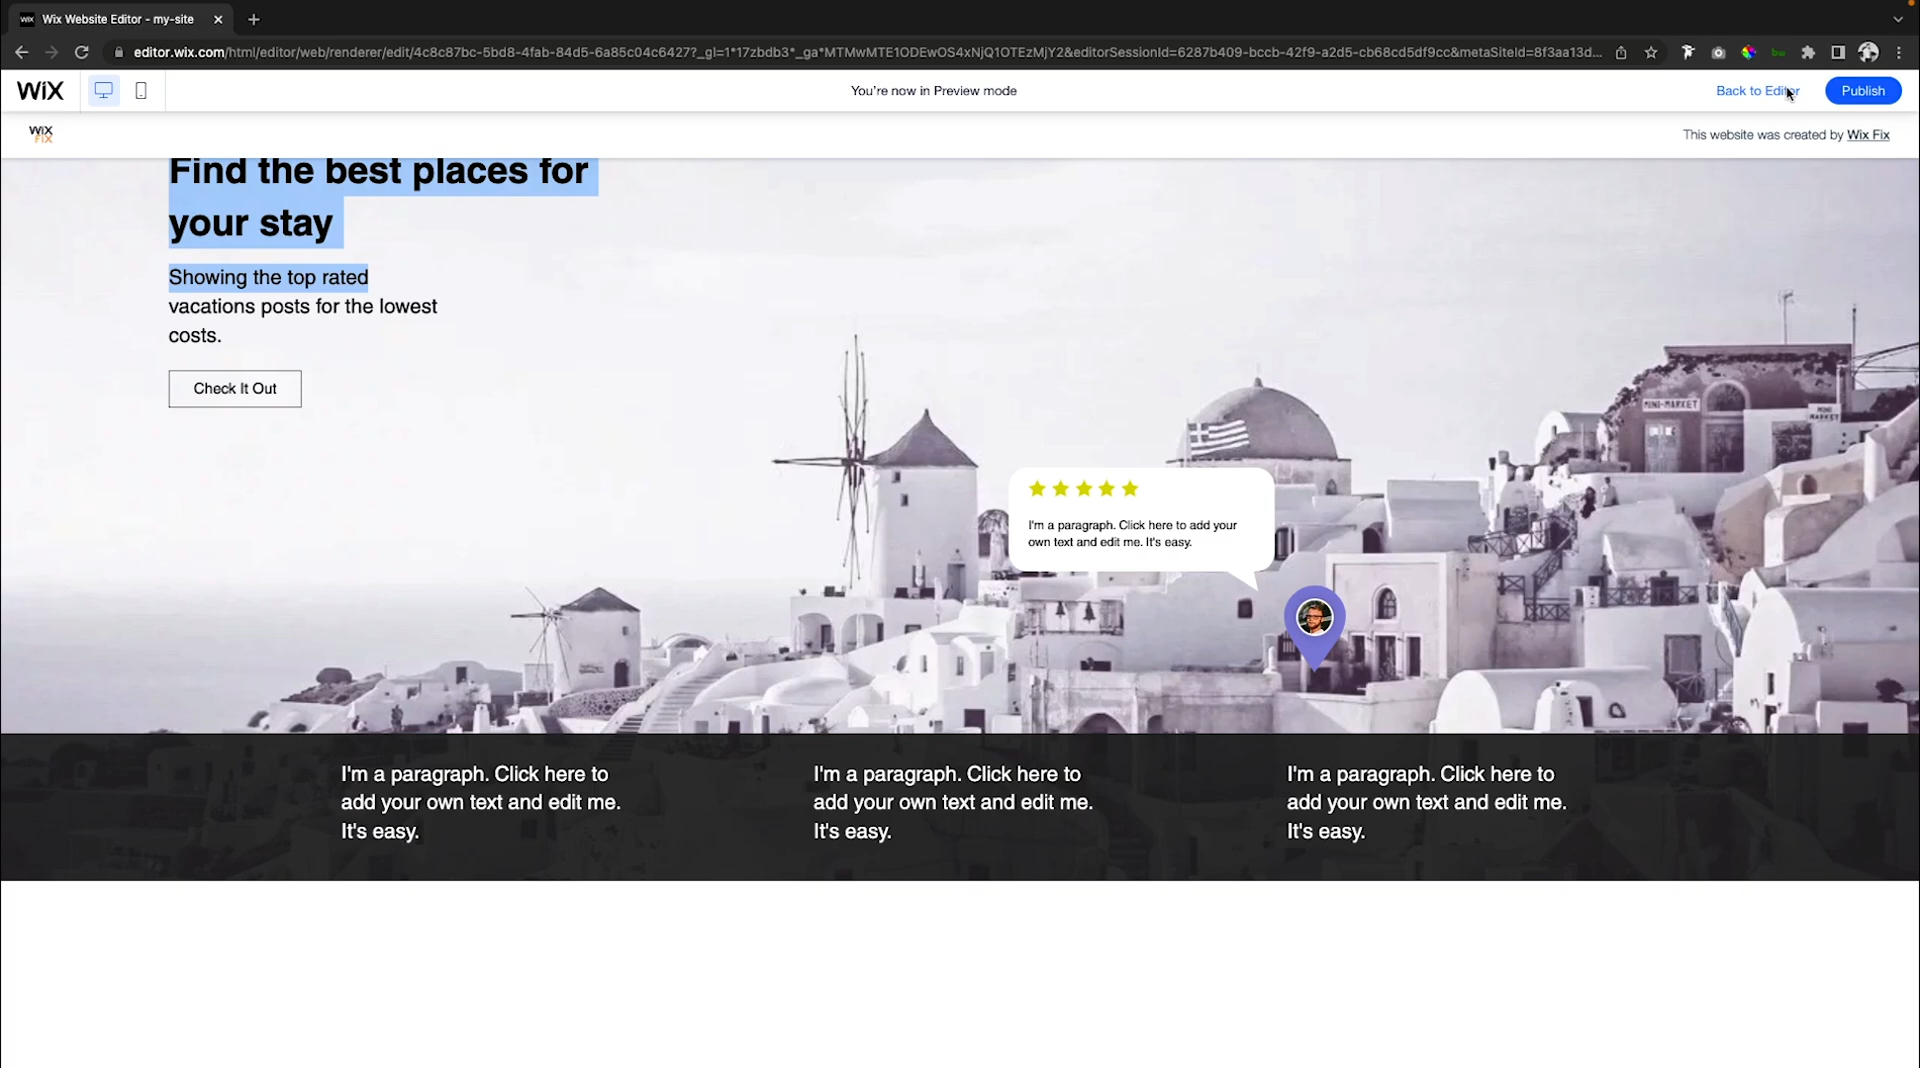 WiX Wix Website Editor - my-site
editor.wix.com/html/editor/web/renderer/edit/4c8c87bc-5bd8-4fab-84d5-6a85c04c6427?_gl=1*17zbdb3*_ga*MTMwMTE1ODEwOS4xNjQ1OTEzMjY2&editorSessionId=6287b409-bccb-42f9-a2d5-cb68cd5df9cc&metaSiteId=8f3aa13d...
WiX
You're now in Preview mode
Back to Editor
Publish
WiX
FiX
This website was created by Wix Fix
Find the best places for
your stay
Showing the top rated
vacations posts for the lowest
costs.
Check It Out
MINI-MARKET
MINI
MARKET
I'm a paragraph. Click here to add your
own text and edit me. It's easy.
I'm a paragraph. Click here to
add your own text and edit me.
It's easy.
I'm a paragraph. Click here to
add your own text and edit me.
It's easy.
I'm a paragraph. Click here to
add your own text and edit me.
It's easy.